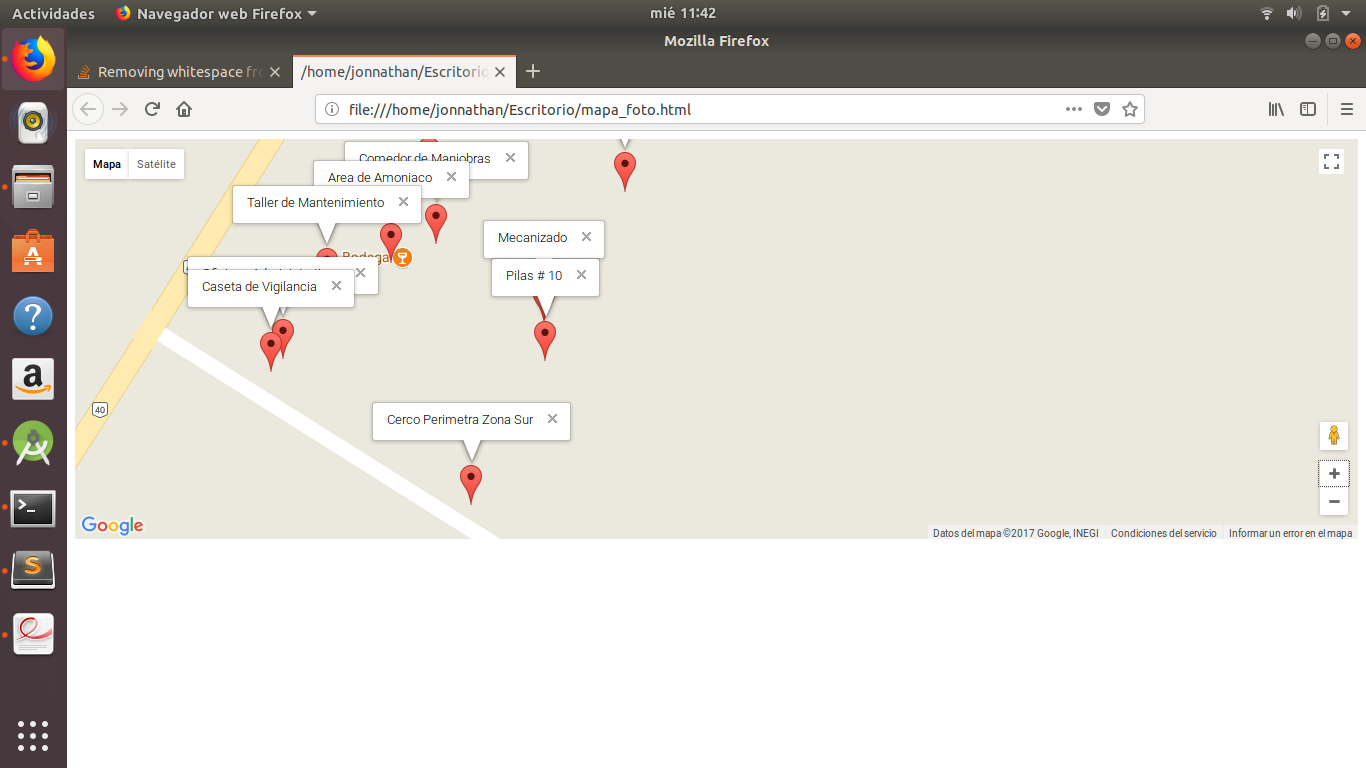 Actividades
Navegador web Firefox
mié 11:42
Mozilla Firefox
Removing whitespace fro
/home/jonnathan/Escritorio
file:///home/jonnathan/Escritorio/mapa_foto.html
Mapa
Satélite
Comedor de Maniobras
Area de Amoniaco
Taller de Mantenimiento
Mecanizado
Bodega
Pilas # 10
Caseta de Vigilancia
40
Cerco Perimetra Zona Sur
Google
Datos del mapa ©2017 Google, INEGI
Condiciones del servicio
Informar un error en el mapa